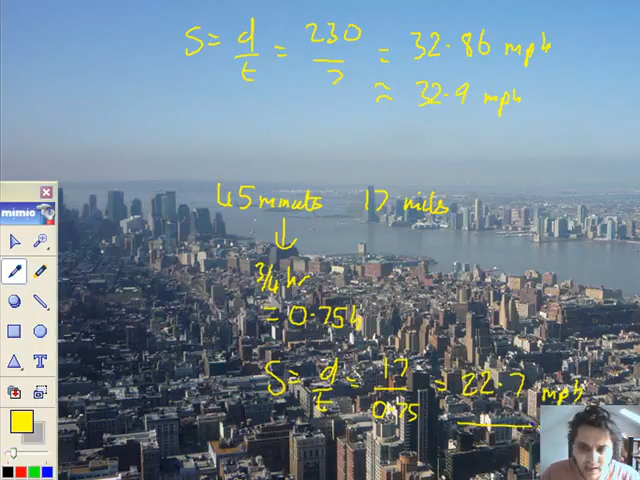 S = d/t = 230/7 = 32.86 mph
≈ 32.9 mph
45 minutes 17 miles
↓
3/4 hr
= 0.75h
S = d/t = 17/0.75 = 22.7 mph
mimio
T